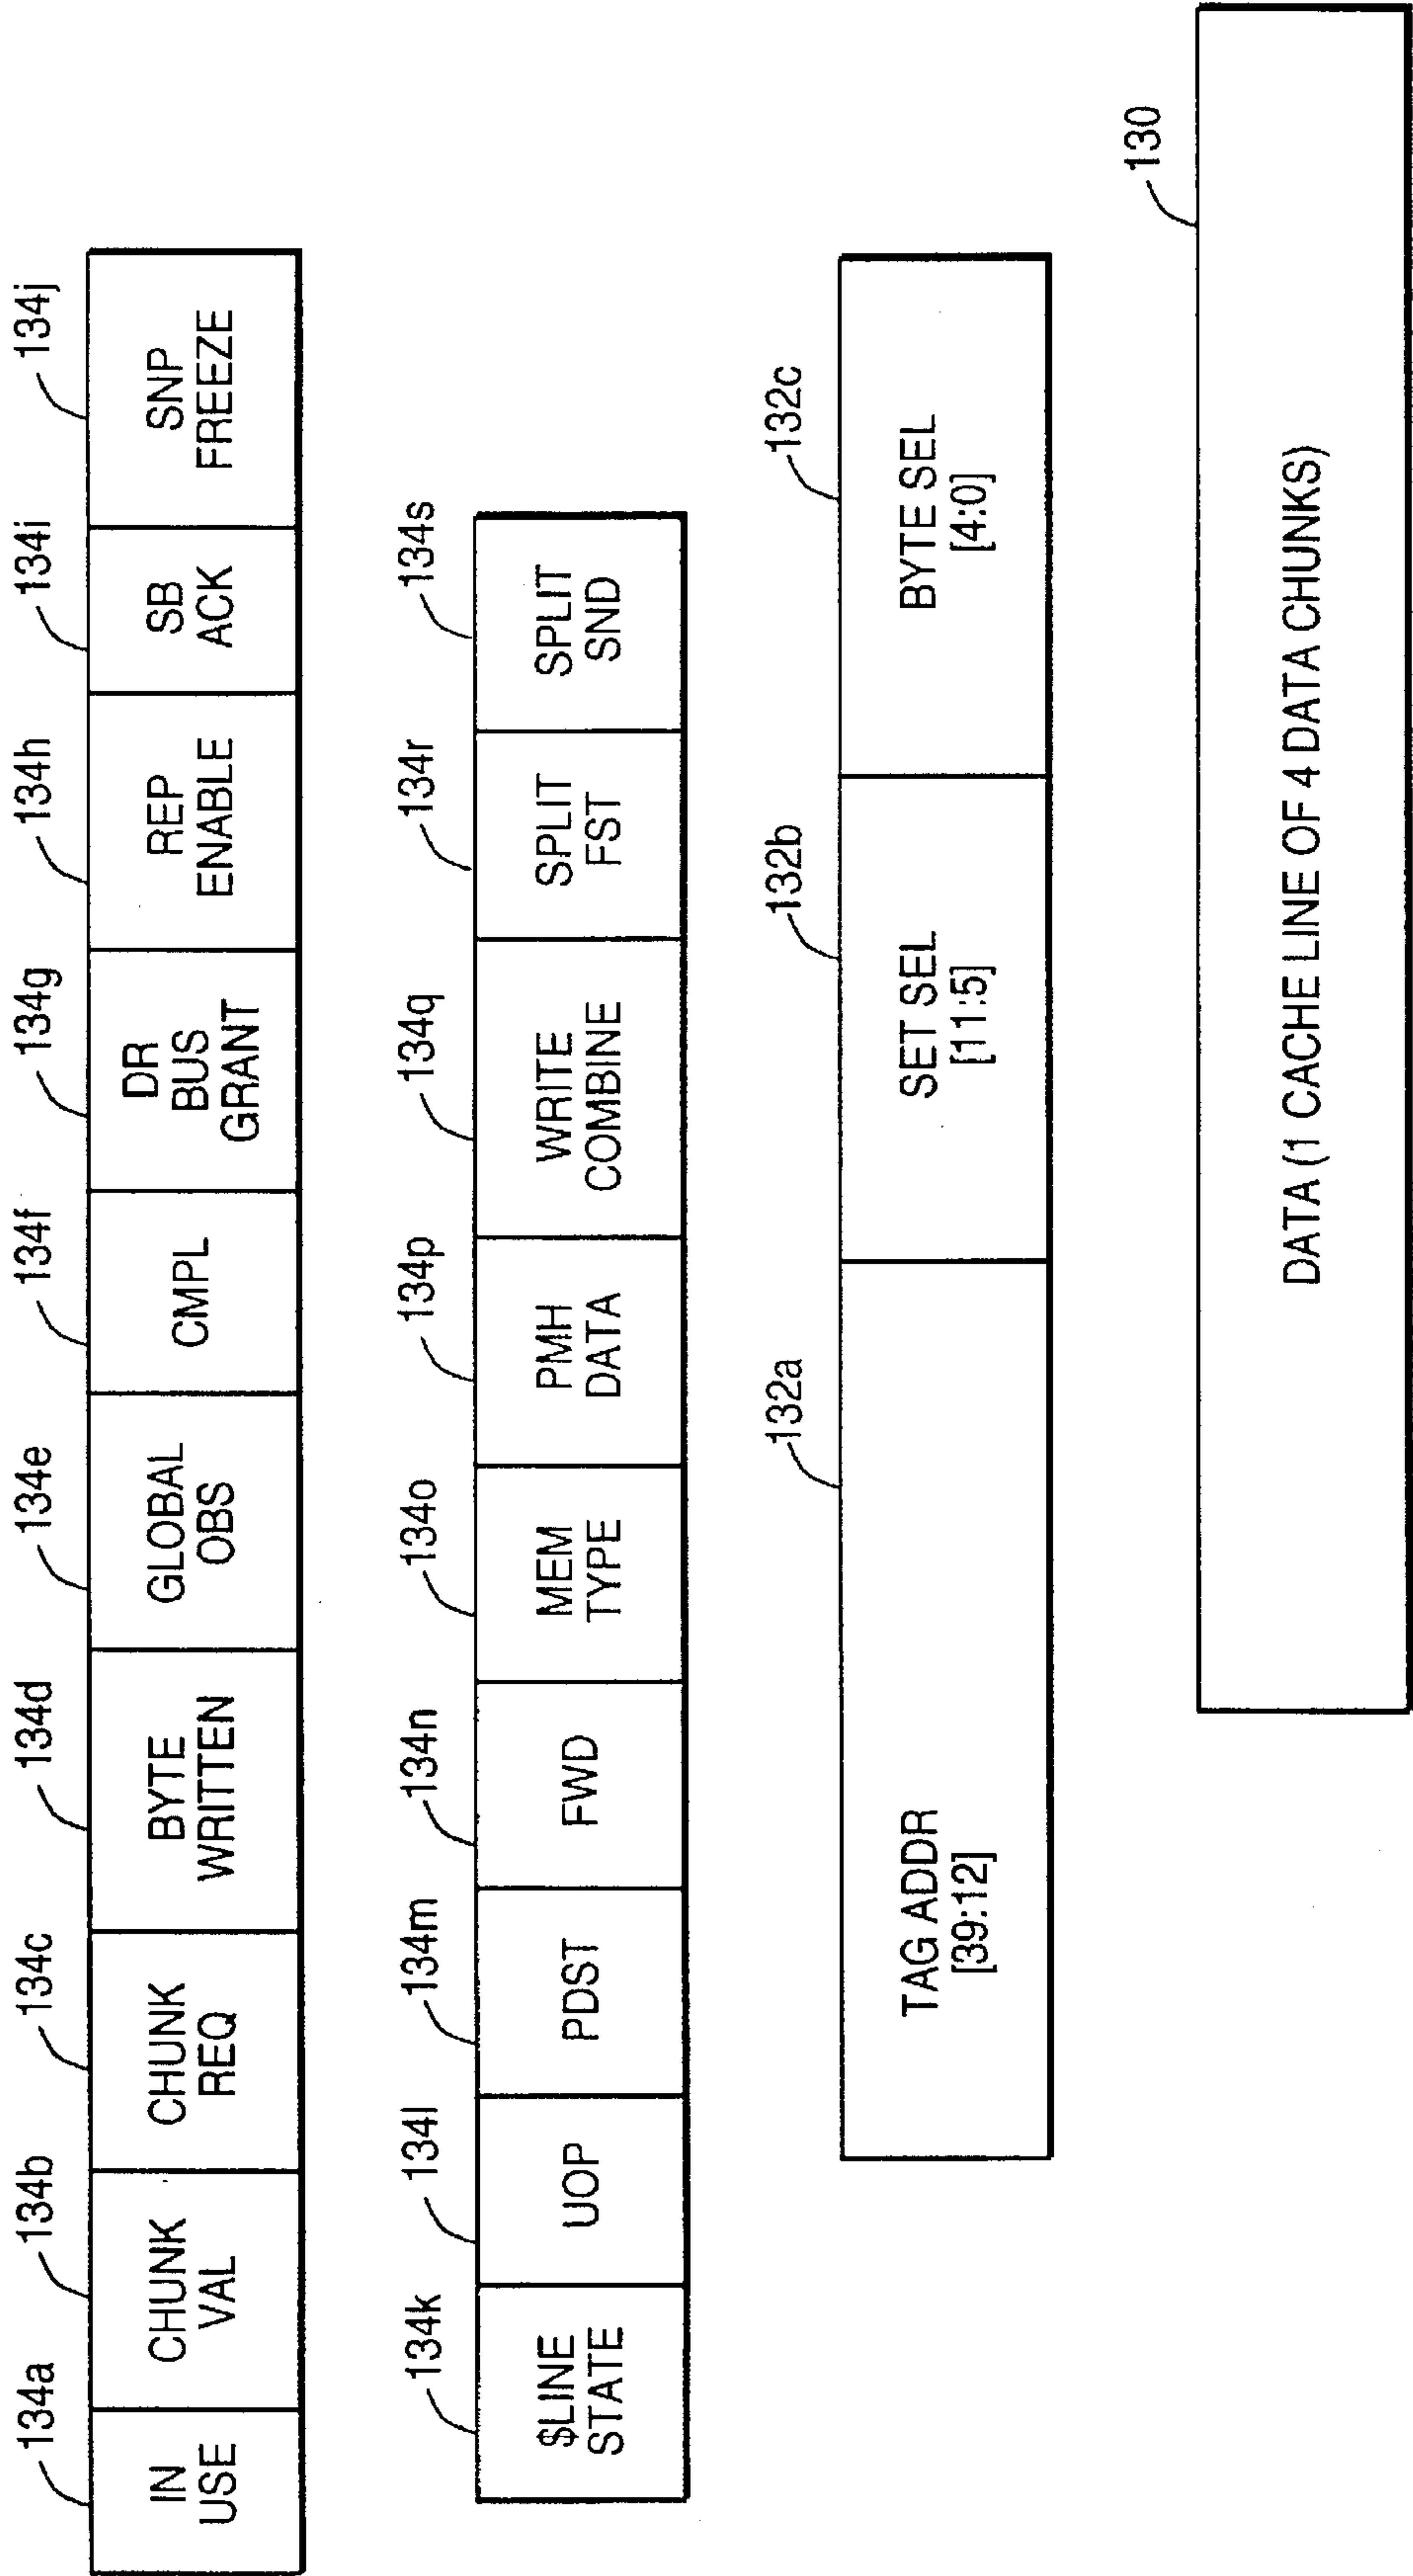 134a
134b
134c
134d
134e
134f
134g
134h
134i
134j
IN
USE
CHUNK
VAL
CHUNK
REQ
BYTE
WRITTEN
GLOBAL
OBS
CMPL
DR
BUS
GRANT
REP
ENABLE
SB
ACK
SNP
FREEZE
134k
134l
134m
134n
134o
134p
134q
134r
134s
$LINE
STATE
UOP
PDST
FWD
MEM
TYPE
PMH
DATA
WRITE
COMBINE
SPLIT
FST
SPLIT
SND
132a
132b
132c
TAG ADDR
[39:12]
SET SEL
[11:5]
BYTE SEL
[4:0]
130
DATA (1 CACHE LINE OF 4 DATA CHUNKS)